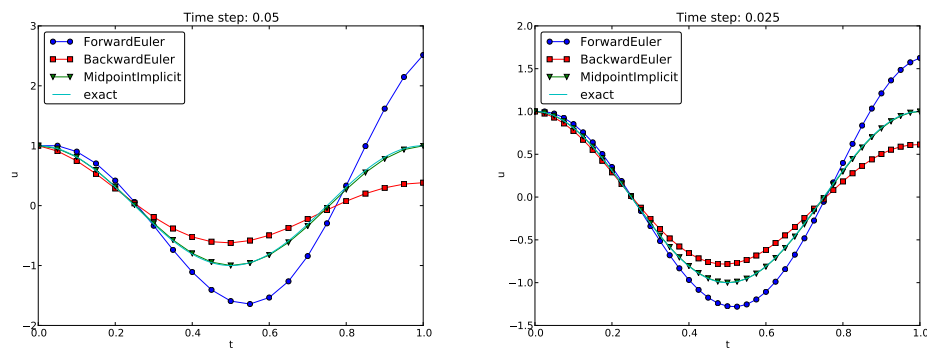 Time step: 0.05
3
2
1
0
−1
−2
u
ForwardEuler
BackwardEuler
MidpointImplicit
exact
0.0 0.2 0.4 0.6 0.8 1.0
t
Time step: 0.025
2.0
1.5
1.0
0.5
0.0
−0.5
−1.0
−1.5
u
ForwardEuler
BackwardEuler
MidpointImplicit
exact
0.0 0.2 0.4 0.6 0.8 1.0
t